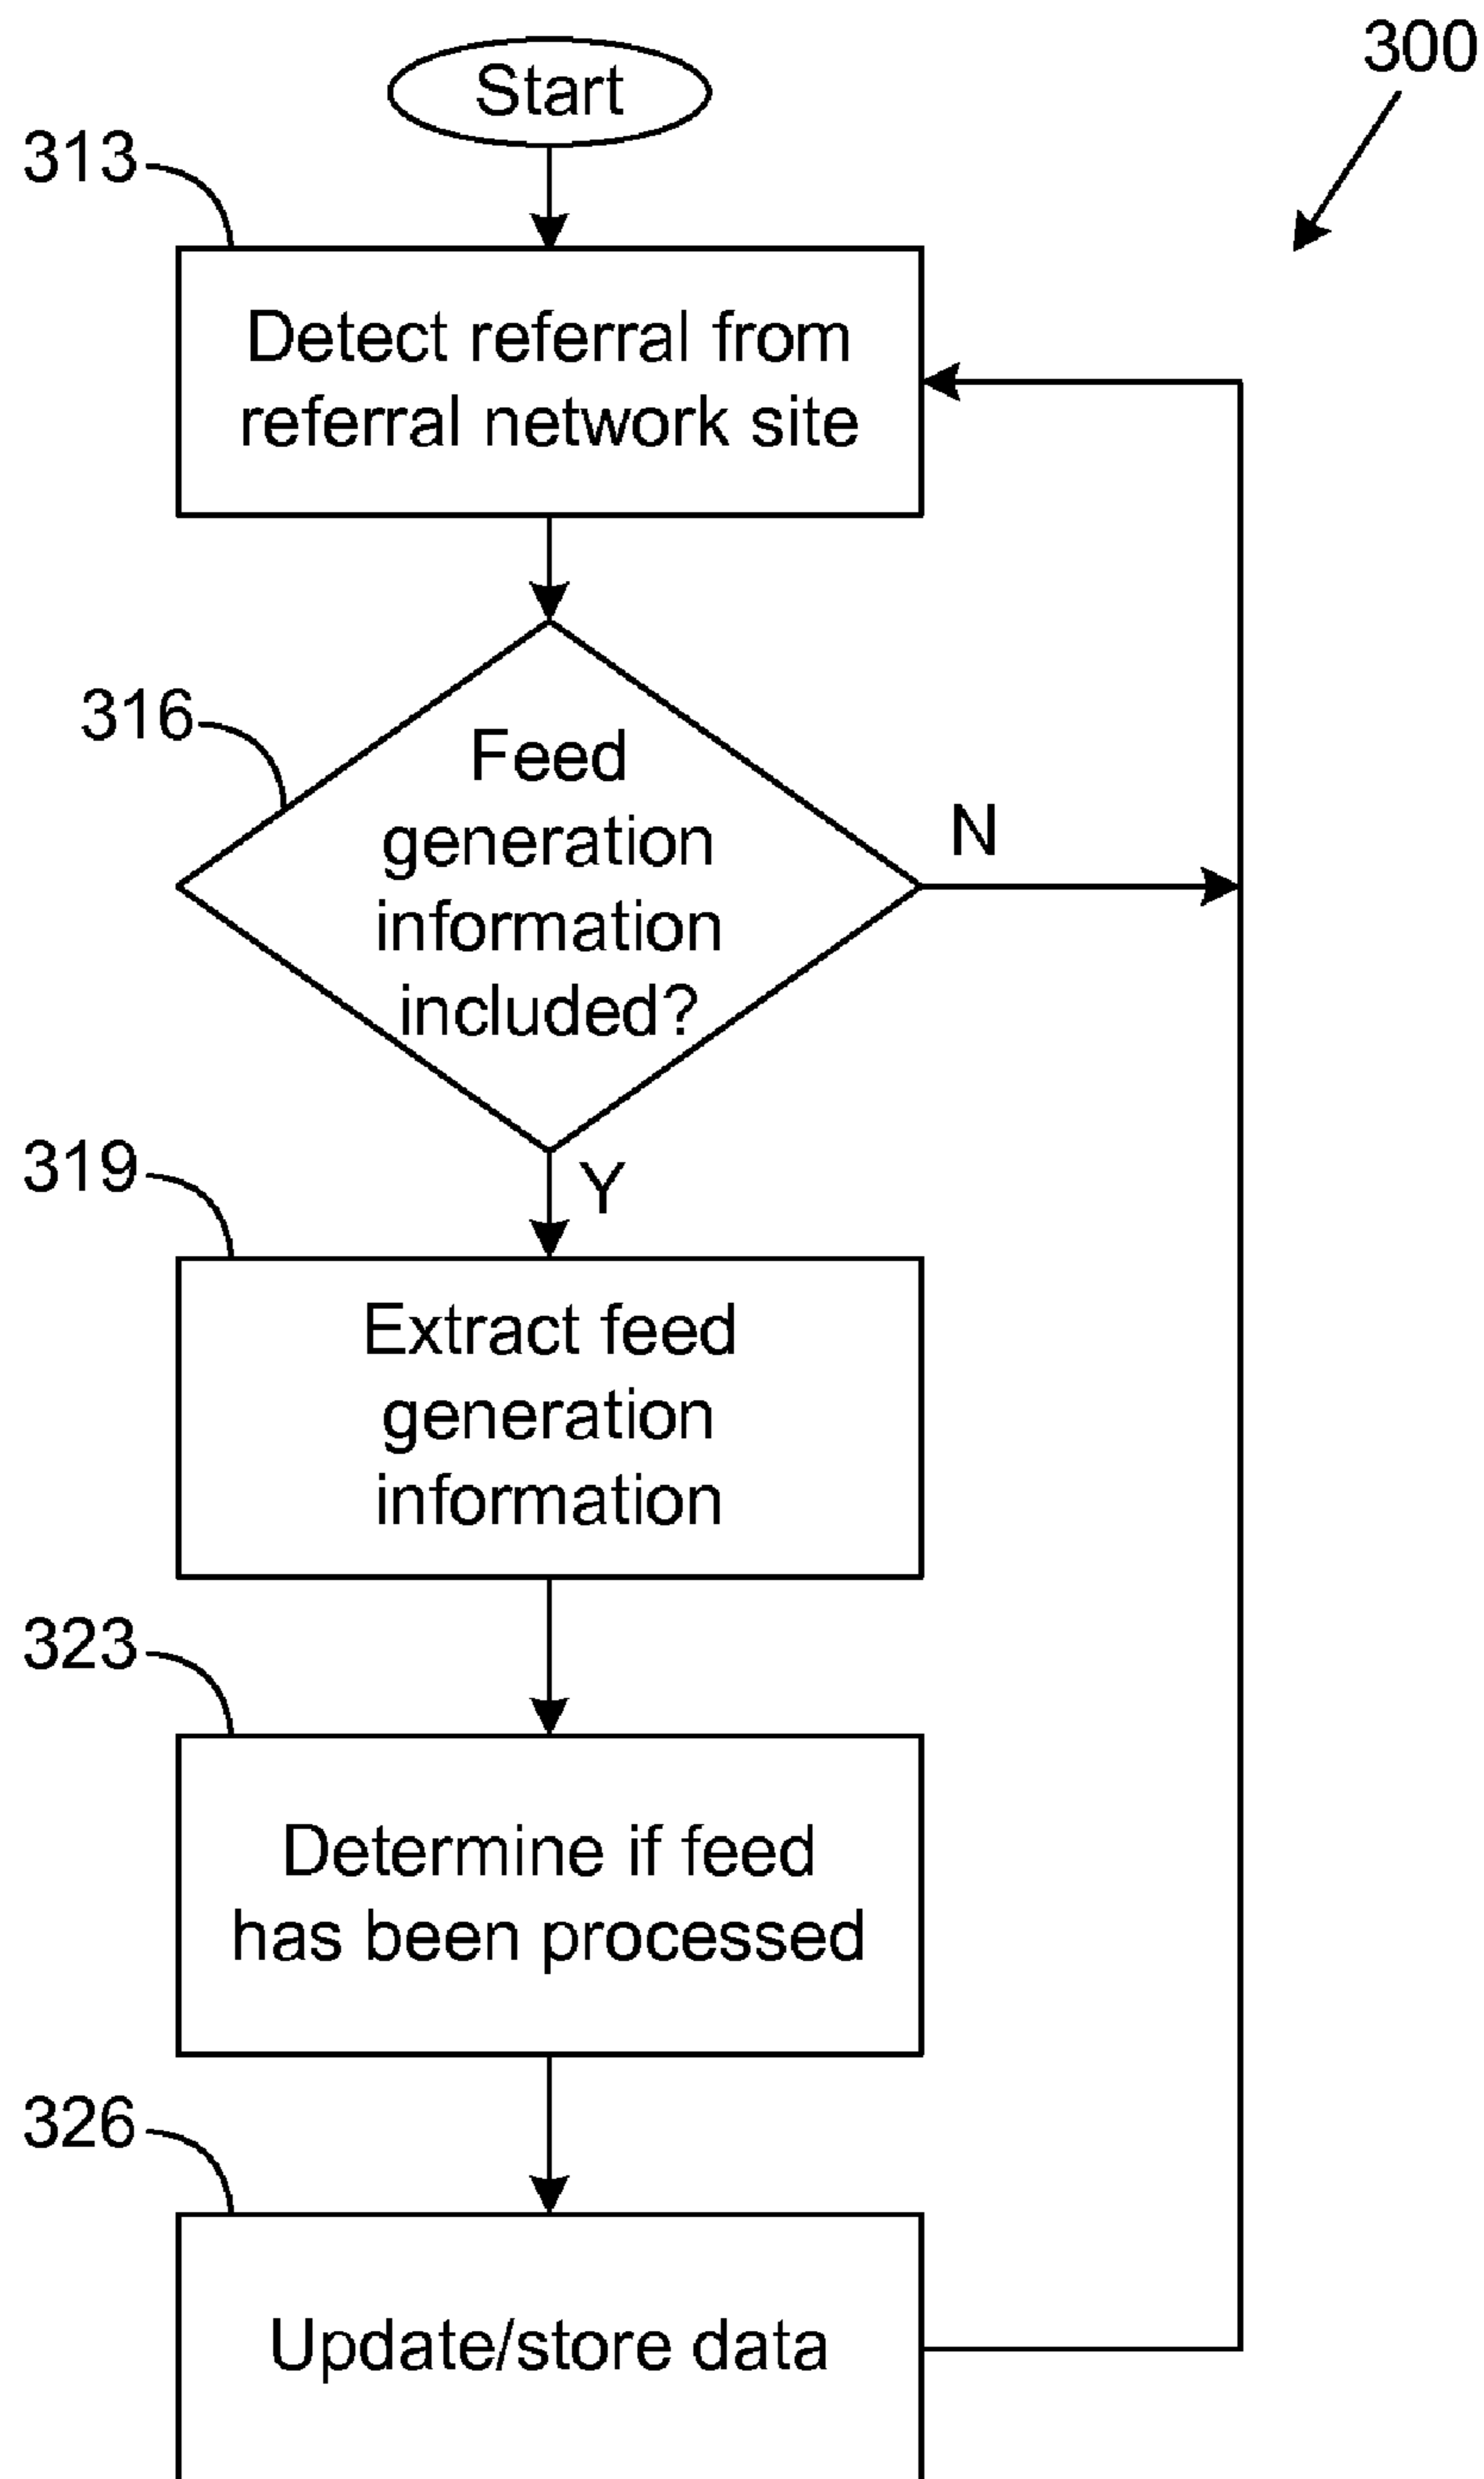 300
Start
313
Detect referral from
referral network site
316
Feed
generation
information
included?
N
Y
319
Extract feed
generation
information
323
Determine if feed
has been processed
326
Update/store data